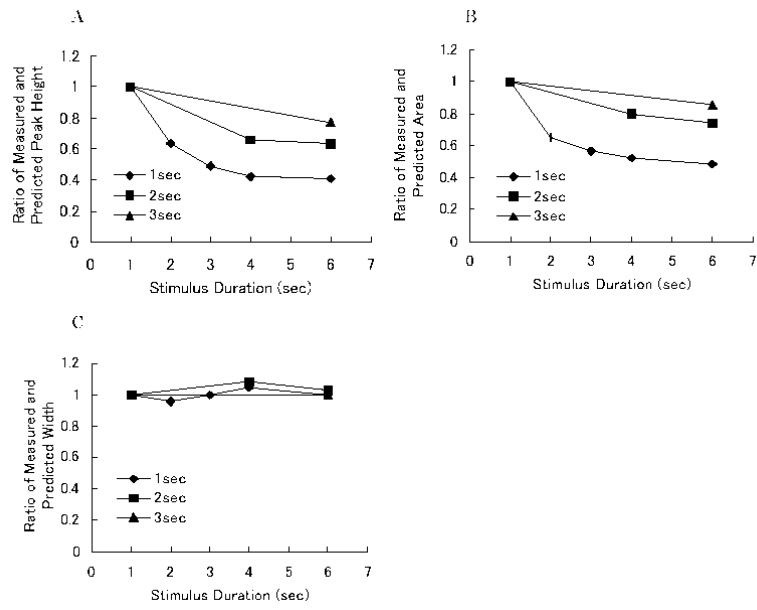 A
Ratio of Measured and
Predicted Peak Height
1.2
1
0.8
0.6
0.4
0.2
0
1sec
2sec
3sec
0 1 2 3 4 5 6 7
Stimulus Duration (sec)
B
Ratio of Measured and
Predicted Area
1.2
1
0.8
0.6
0.4
0.2
0
1sec
2sec
3sec
0 1 2 3 4 5 6 7
Stimulus Duration (sec)
C
Ratio of Measured and
Predicted Width
1.2
1
0.8
0.6
0.4
0.2
0
1sec
2sec
3sec
0 1 2 3 4 5 6 7
Stimulus Duration (sec)